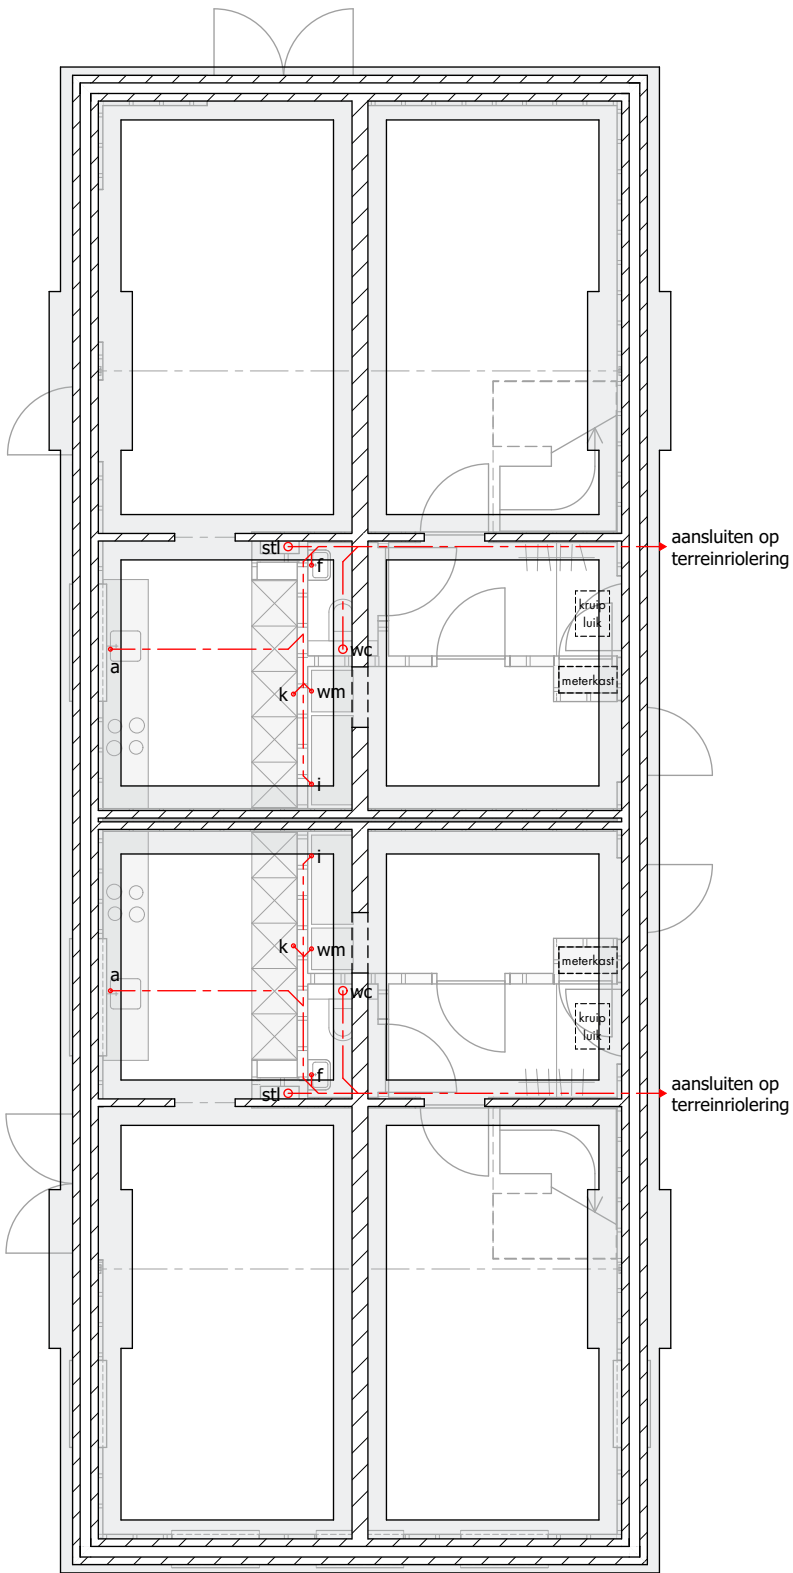 aansluiten op
terreinriolering
stl
f
kruip
luik
a
wc
meterkast
k
wm
i
i
k
wm
meterkast
a
wc
kruip
luik
f
stl
aansluiten op
terreinriolering